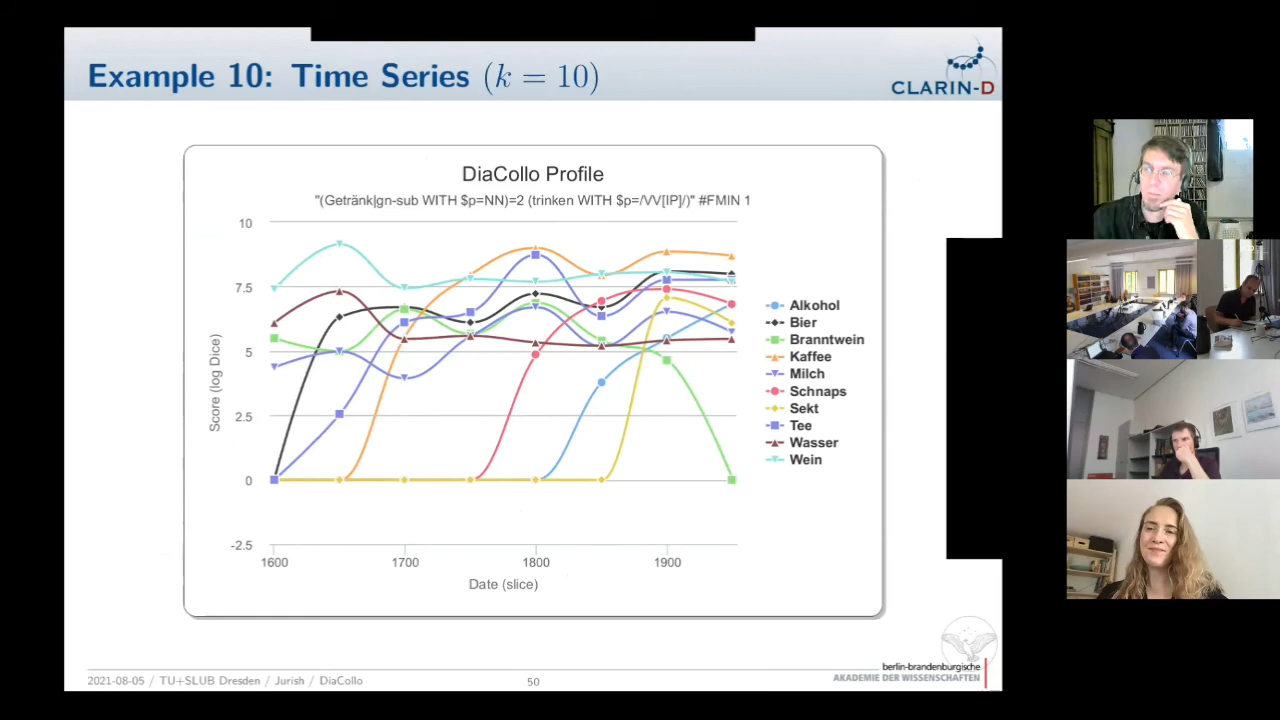 Example 10: Time Series (k = 10)
CLARIN-D
DiaColloProfile
"(Getränk|gn-sub WITH $p=NN)=2 (trinken WITH $p=/VV[IP]/)" #FMIN 1
10
7.5
5
2.5
0
-2.5
Score (log Dice)
1600
1700
1800
1900
Date (slice)
Alkohol
Bier
Branntwein
Kaffee
Milch
Schnaps
Sekt
Tee
Wasser
Wein
berlin-brandenburgische
AKADEMIE DER WISSENSCHAFTEN
2021-08-05 / TU+SLUB Dresden / Jurish / DiaCollo
50